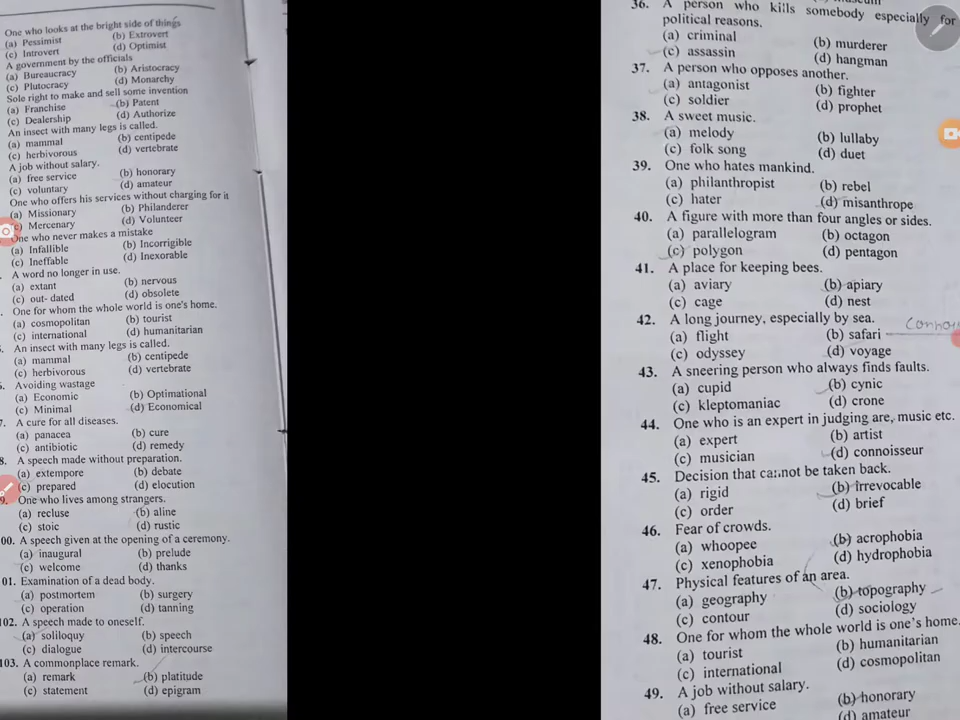 One who looks at the bright side of things
(a) Pessimist (b) Extrovert
(c) Introvert (d) Optimist
A government by the officials
(a) Bureaucracy (b) Aristocracy
(c) Plutocracy (d) Monarchy
Sole right to make and sell some invention
(a) Franchise (b) Patent
(c) Dealership (d) Authorize
An insect with many legs is called.
(a) mammal (b) centipede
(c) herbivorous (d) vertebrate
A job without salary.
(a) free service (b) honorary
(c) voluntary (d) amateur
One who offers his services without charging for it
(a) Missionary (b) Philanderer
(c) Mercenary (d) Volunteer
One who never makes a mistake
(a) Infallible (b) Incorrigible
(c) Ineffable (d) Inexorable
A word no longer in use.
(a) extant (b) nervous
(c) out- dated (d) obsolete
One for whom the whole world is one's home.
(a) cosmopolitan (b) tourist
(c) international (d) humanitarian
An insect with many legs is called.
(a) mammal (b) centipede
(c) herbivorous (d) vertebrate
Avoiding wastage
(a) Economic (b) Optimational
(c) Minimal (d) Economical
7. A cure for all diseases.
(a) panacea (b) cure
(c) antibiotic (d) remedy
8. A speech made without preparation.
(a) extempore (b) debate
(c) prepared (d) elocution
9. One who lives among strangers.
(a) recluse (b) aline
(c) stoic (d) rustic
00. A speech given at the opening of a ceremony.
(a) inaugural (b) prelude
(c) welcome (d) thanks
01. Examination of a dead body.
(a) postmortem (b) surgery
(c) operation (d) tanning
102. A speech made to oneself.
(a) soliloquy (b) speech
(c) dialogue (d) intercourse
103. A commonplace remark.
(a) remark (b) platitude
(c) statement (d) epigram
36. A person who kills somebody especially for
political reasons.
(a) criminal (b) murderer
(c) assassin (d) hangman
37. A person who opposes another.
(a) antagonist (b) fighter
(c) soldier (d) prophet
38. A sweet music.
(a) melody (b) lullaby
(c) folk song (d) duet
39. One who hates mankind.
(a) philanthropist (b) rebel
(c) hater (d) misanthrope
40. A figure with more than four angles or sides.
(a) parallelogram (b) octagon
(c) polygon (d) pentagon
41. A place for keeping bees.
(a) aviary (b) apiary
(c) cage (d) nest
42. A long journey, especially by sea.
(a) flight (b) safari
(c) odyssey (d) voyage
43. A sneering person who always finds faults.
(a) cupid (b) cynic
(c) kleptomaniac (d) crone
44. One who is an expert in judging are, music etc.
(a) expert (b) artist
(c) musician (d) connoisseur
45. Decision that cannot be taken back.
(a) rigid (b) irrevocable
(c) order (d) brief
46. Fear of crowds.
(a) whoopee (b) acrophobia
(c) xenophobia (d) hydrophobia
47. Physical features of an area.
(a) geography (b) topography
(c) contour (d) sociology
48. One for whom the whole world is one's home.
(a) tourist (b) humanitarian
(c) international (d) cosmopolitan
49. A job without salary.
(a) free service (b) honorary
(d) amateur